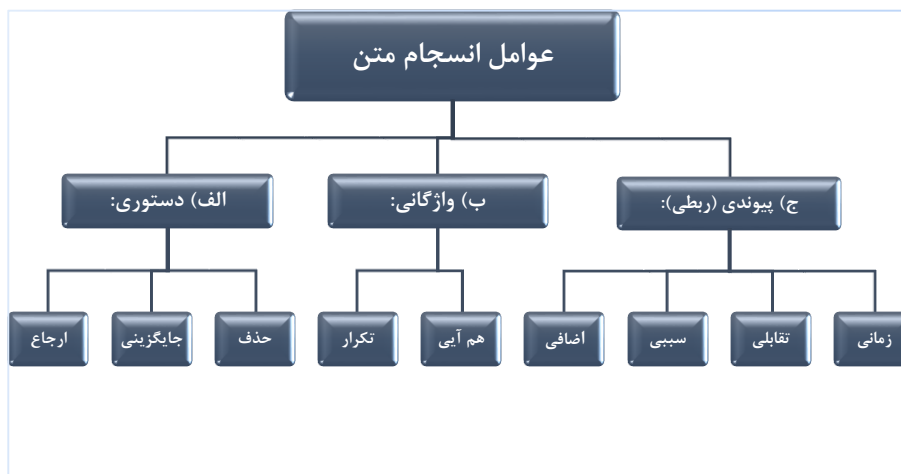 عوامل انسجام متن
الف) دستوری:
ب) واژگانی:
ج) پیوندی (ربطی):
ارجاع
جایگزینی
حذف
تکرار
هم آیی
اضافی
سببی
تقابلی
زمانی